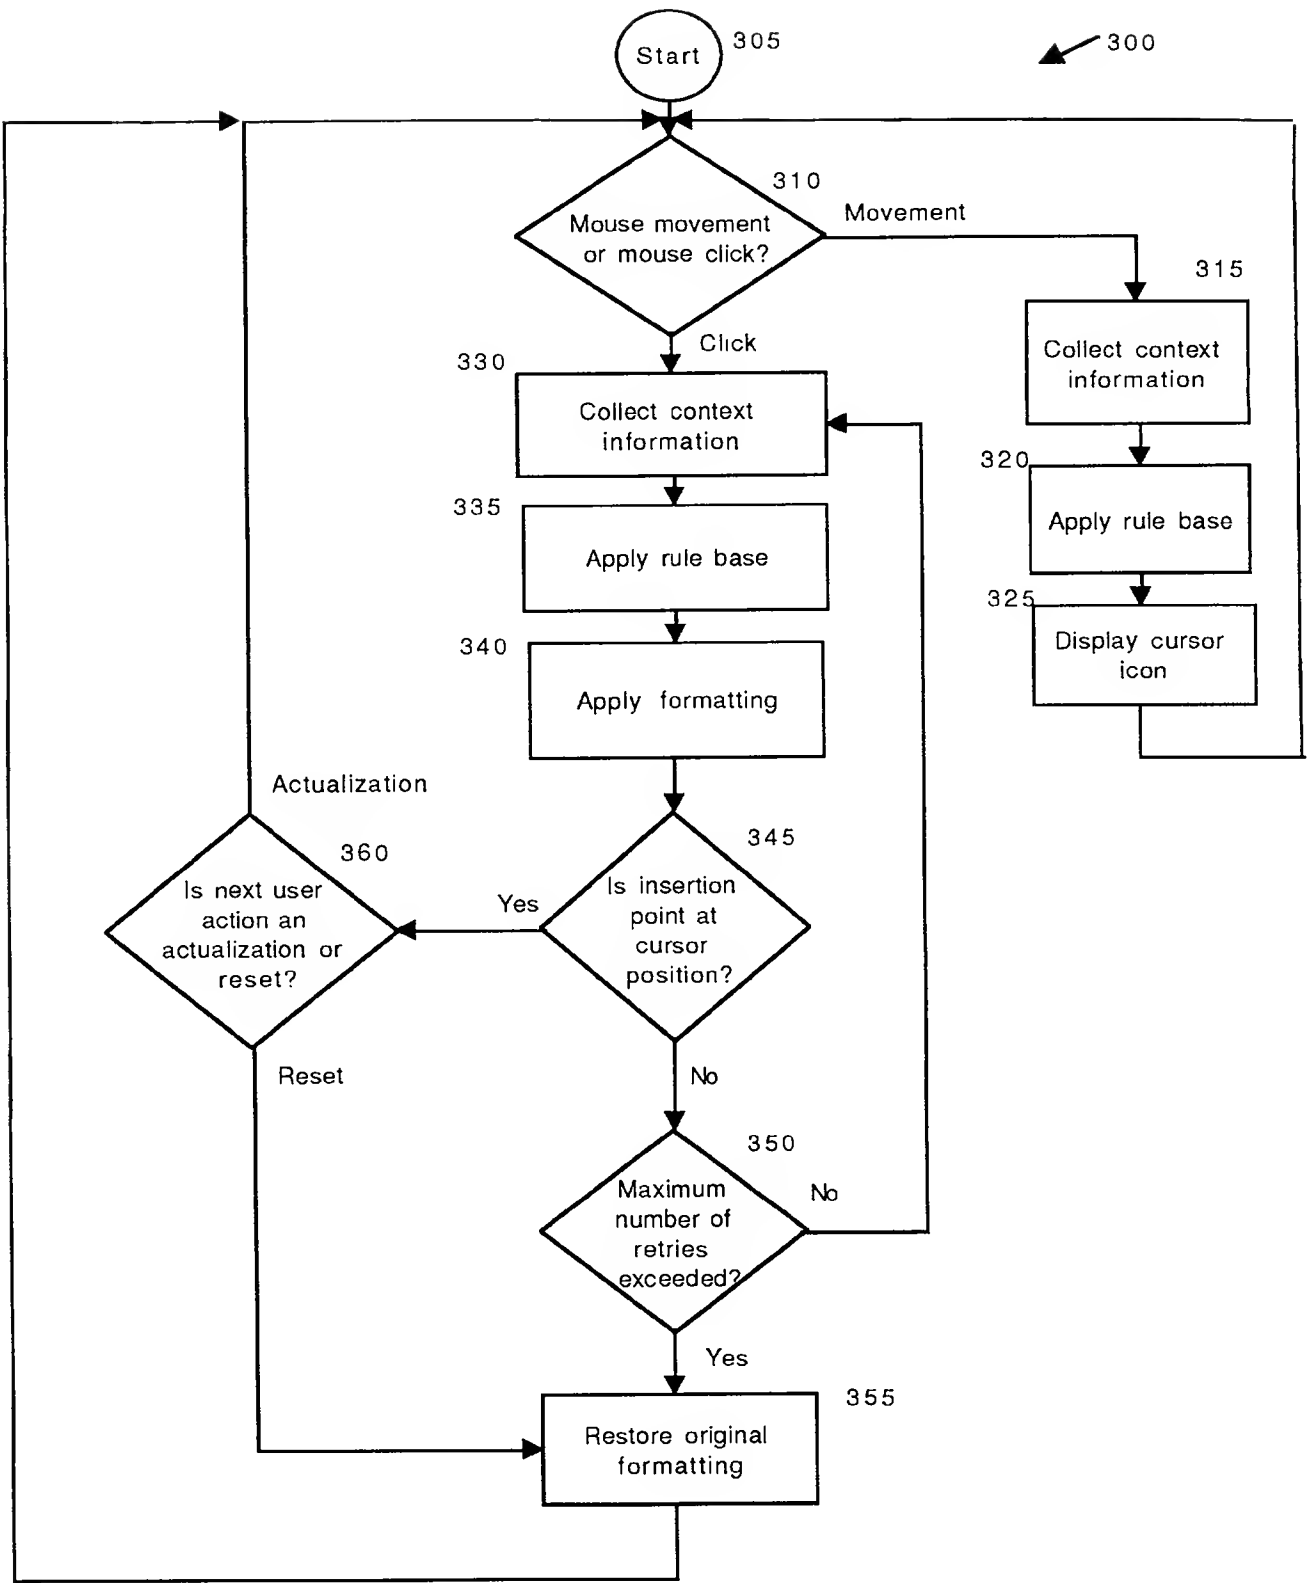 Start
305
300
310
Mouse movement
or mouse click?
Movement
315
Click
330
Collect context
information
Collect context
information
320
335
Apply rule base
Apply rule base
325
340
Display cursor
icon
Apply formatting
Actualization
345
360
Is next user
action an
actualization or
reset?
Yes
Is insertion
point at
cursor
position?
Reset
No
350
Maximum
number of
retries
exceeded?
No
Yes
355
Restore original
formatting